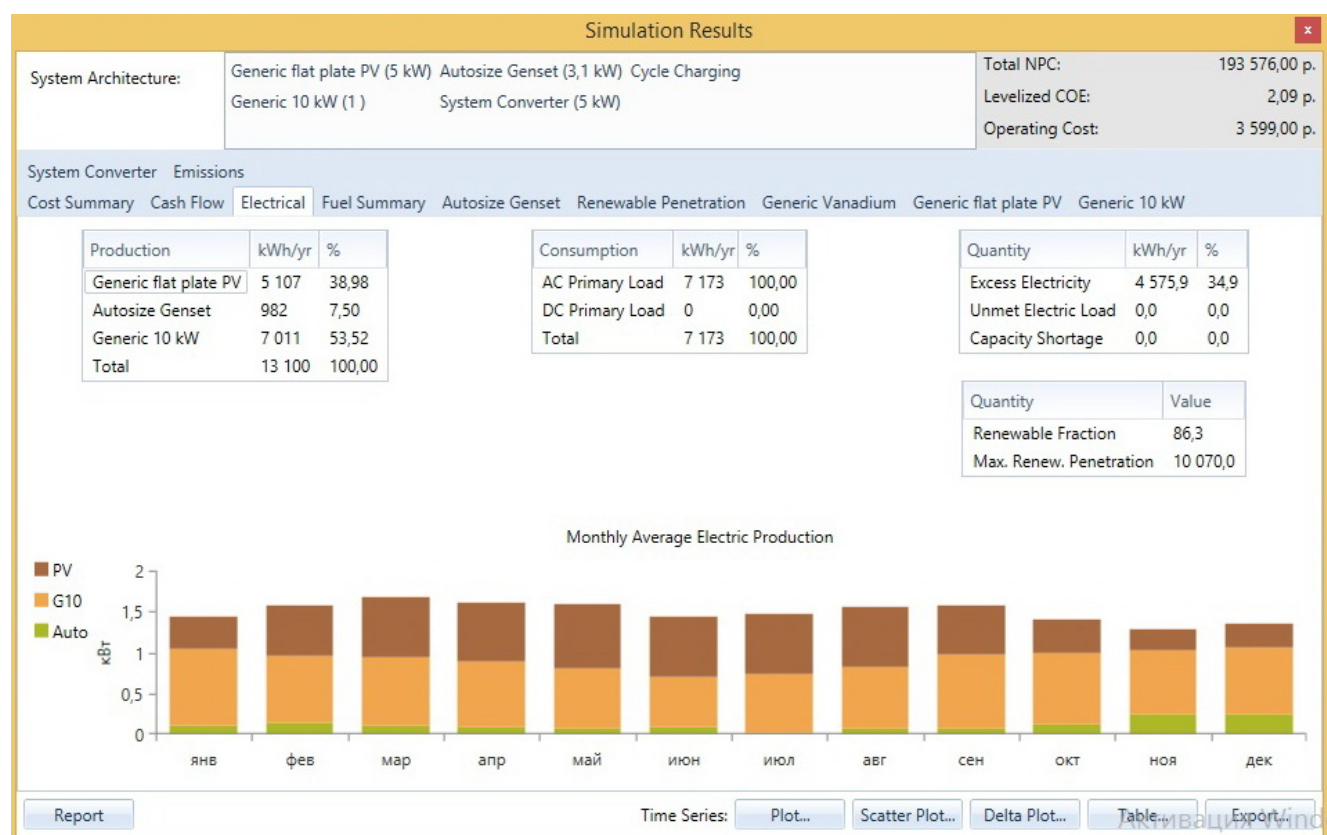 Simulation Results
x
System Architecture:
Generic flat plate PV (5 kW) Autosize Genset (3,1 kW) Cycle Charging
Generic 10 kW (1 ) System Converter (5 kW)
Total NPC: 193 576,00 р.
Levelized COE: 2,09 р.
Operating Cost: 3 599,00 р.
System Converter Emissions
Cost Summary Cash Flow Electrical Fuel Summary Autosize Genset Renewable Penetration Generic Vanadium Generic flat plate PV Generic 10 kW
Production kWh/yr %
Generic flat plate PV 5 107 38,98
Autosize Genset 982 7,50
Generic 10 kW 7 011 53,52
Total 13 100 100,00
Consumption kWh/yr %
AC Primary Load 7 173 100,00
DC Primary Load 0 0,00
Total 7 173 100,00
Quantity kWh/yr %
Excess Electricity 4 575,9 34,9
Unmet Electric Load 0,0 0,0
Capacity Shortage 0,0 0,0
Quantity Value
Renewable Fraction 86,3
Max. Renew. Penetration 10 070,0
Monthly Average Electric Production
PV
G10
Auto
кВт
2
1,5
1
0,5
0
янв фев мар апр май июн июл авг сен окт ноя дек
Report Time Series: Plot... Scatter Plot... Delta Plot... Table... Export...
Активация Wind